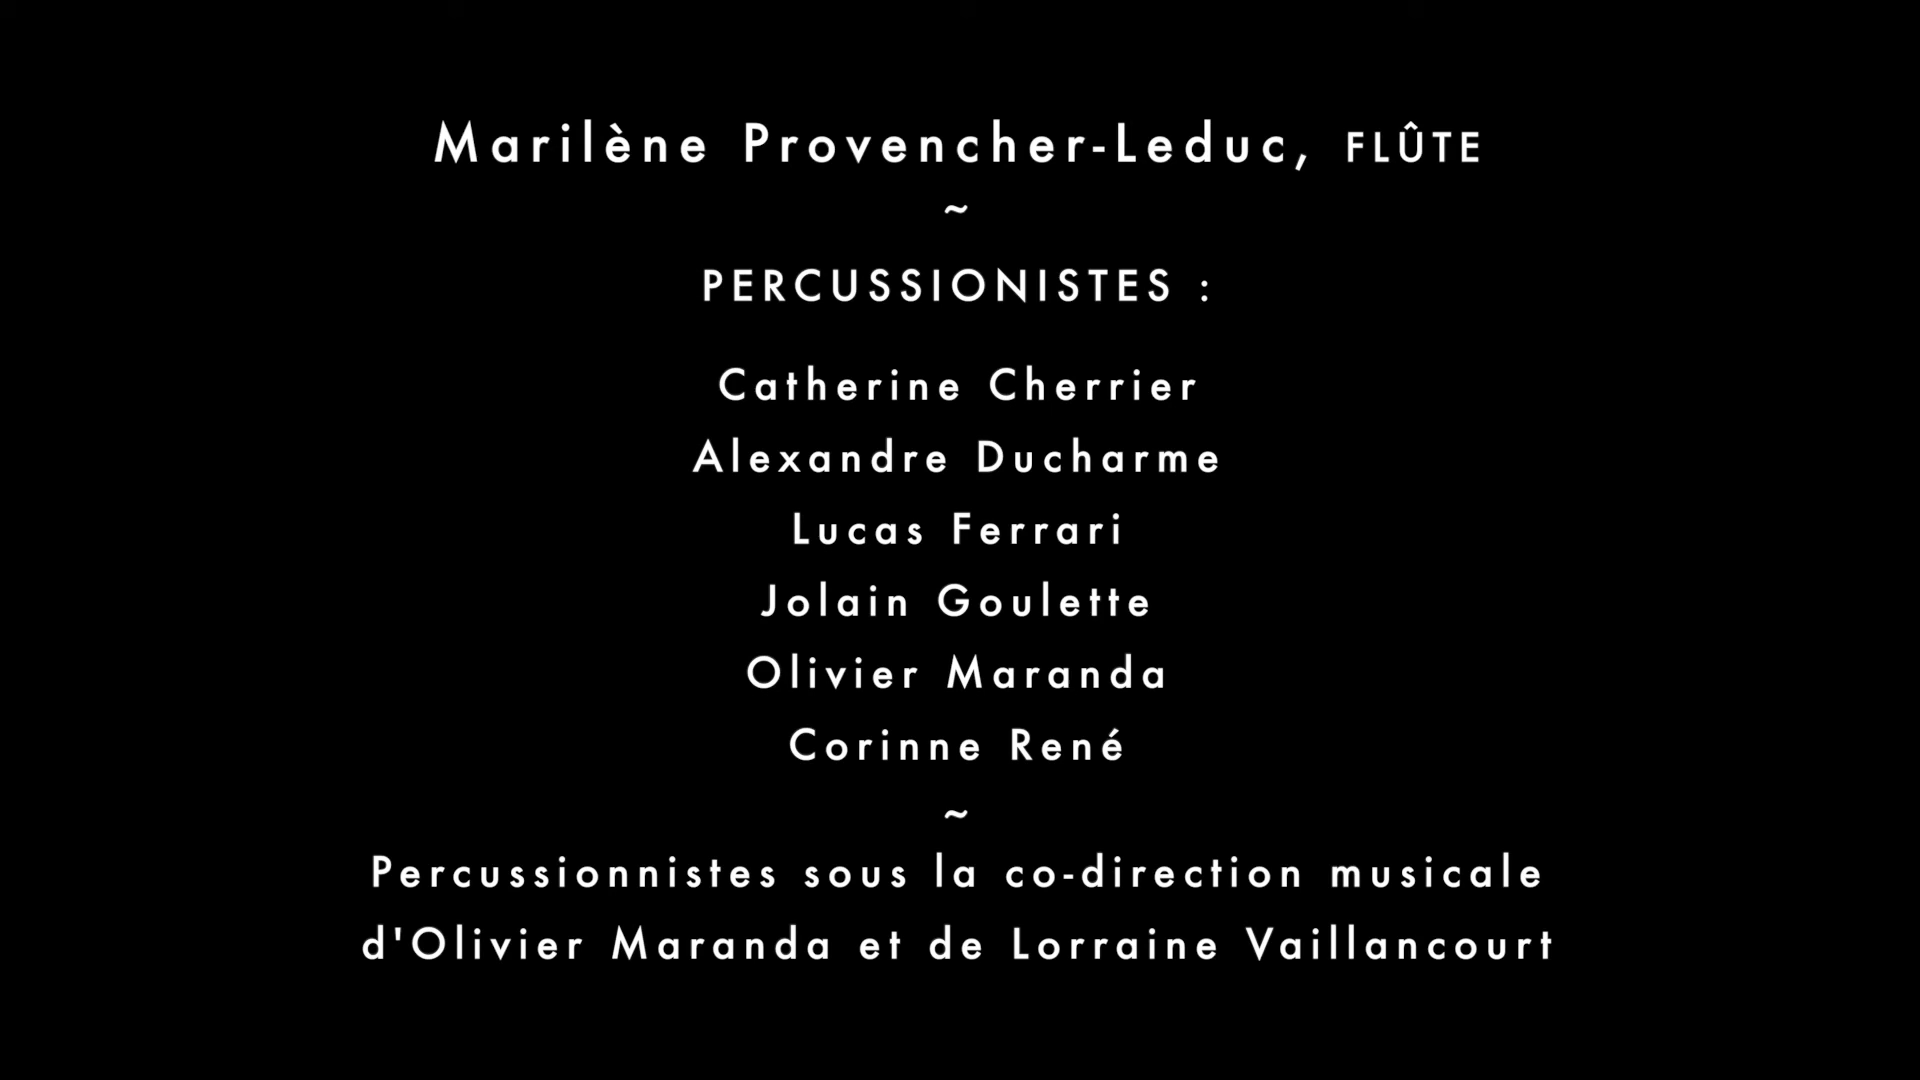 Marilène Provencher-Leduc, FLÛTE
~
PERCUSSIONISTES :
Catherine Cherrier
Alexandre Ducharme
Lucas Ferrari
Jolain Goulette
Olivier Maranda
Corinne René
~
Percussionnistes sous la co-direction musicale
d'Olivier Maranda et de Lorraine Vaillancourt